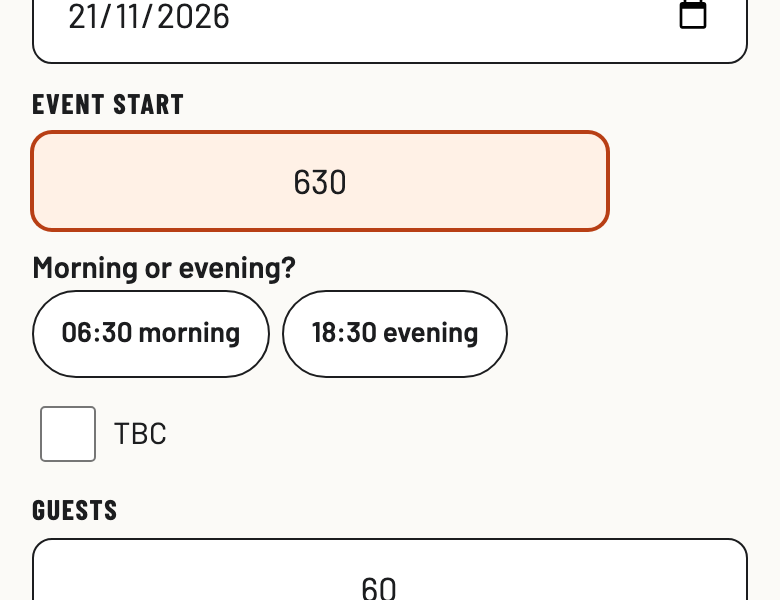 21/11/2026
EVENT START
630
Morning or evening?
06:30 morning
18:30 evening
TBC
GUESTS
60